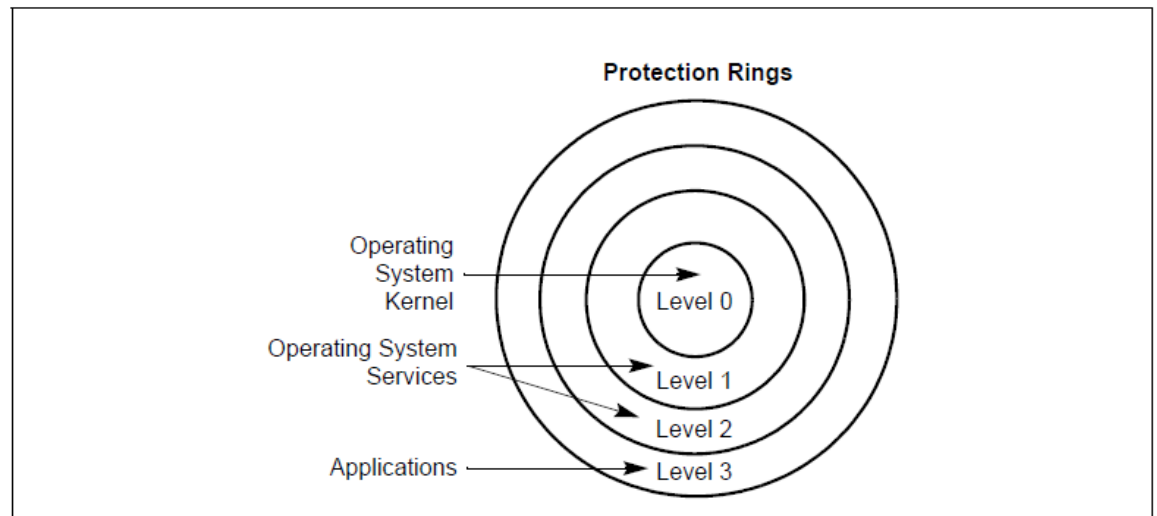 Protection Rings
Operating
System
Kernel
Level 0
Operating System
Services
Level 1
Level 2
Applications
Level 3